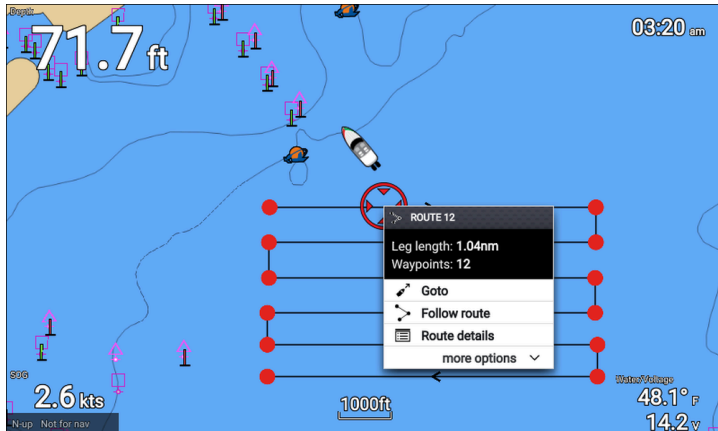 Depth
71.7 ft
03:20 am
ROUTE 12
Leg length: 1.04nm
Waypoints: 12
Goto
Follow route
Route details
more options
SOG
2.6 kts
1000ft
Water/Voltage
48.1° F
14.2 v
N-up Not for nav